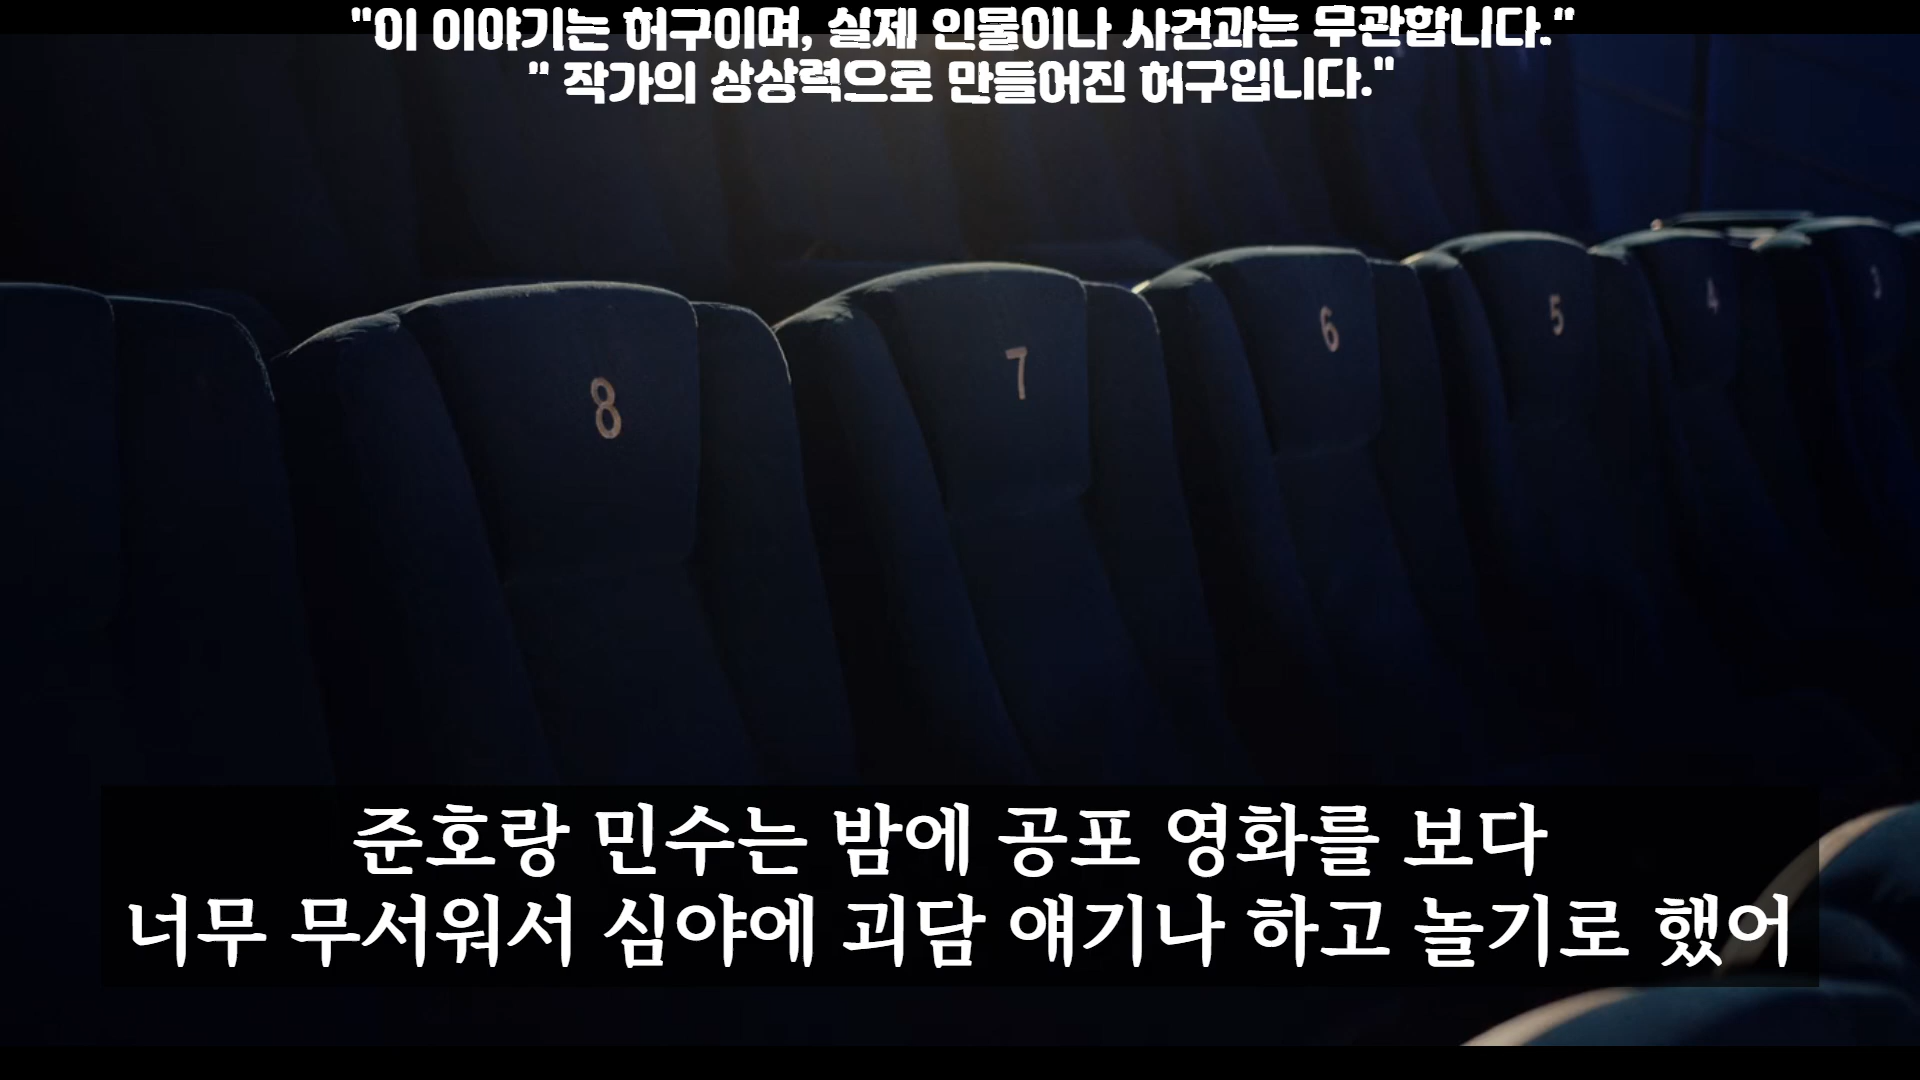 "이 이야기는 허구이며, 실제 인물이나 사건과는 무관합니다."
" 작가의 상상력으로 만들어진 허구입니다."
8 7 6 5 4 3
준호랑 민수는 밤에 공포 영화를 보다
너무 무서워서 심야에 괴담 얘기나 하고 놀기로 했어